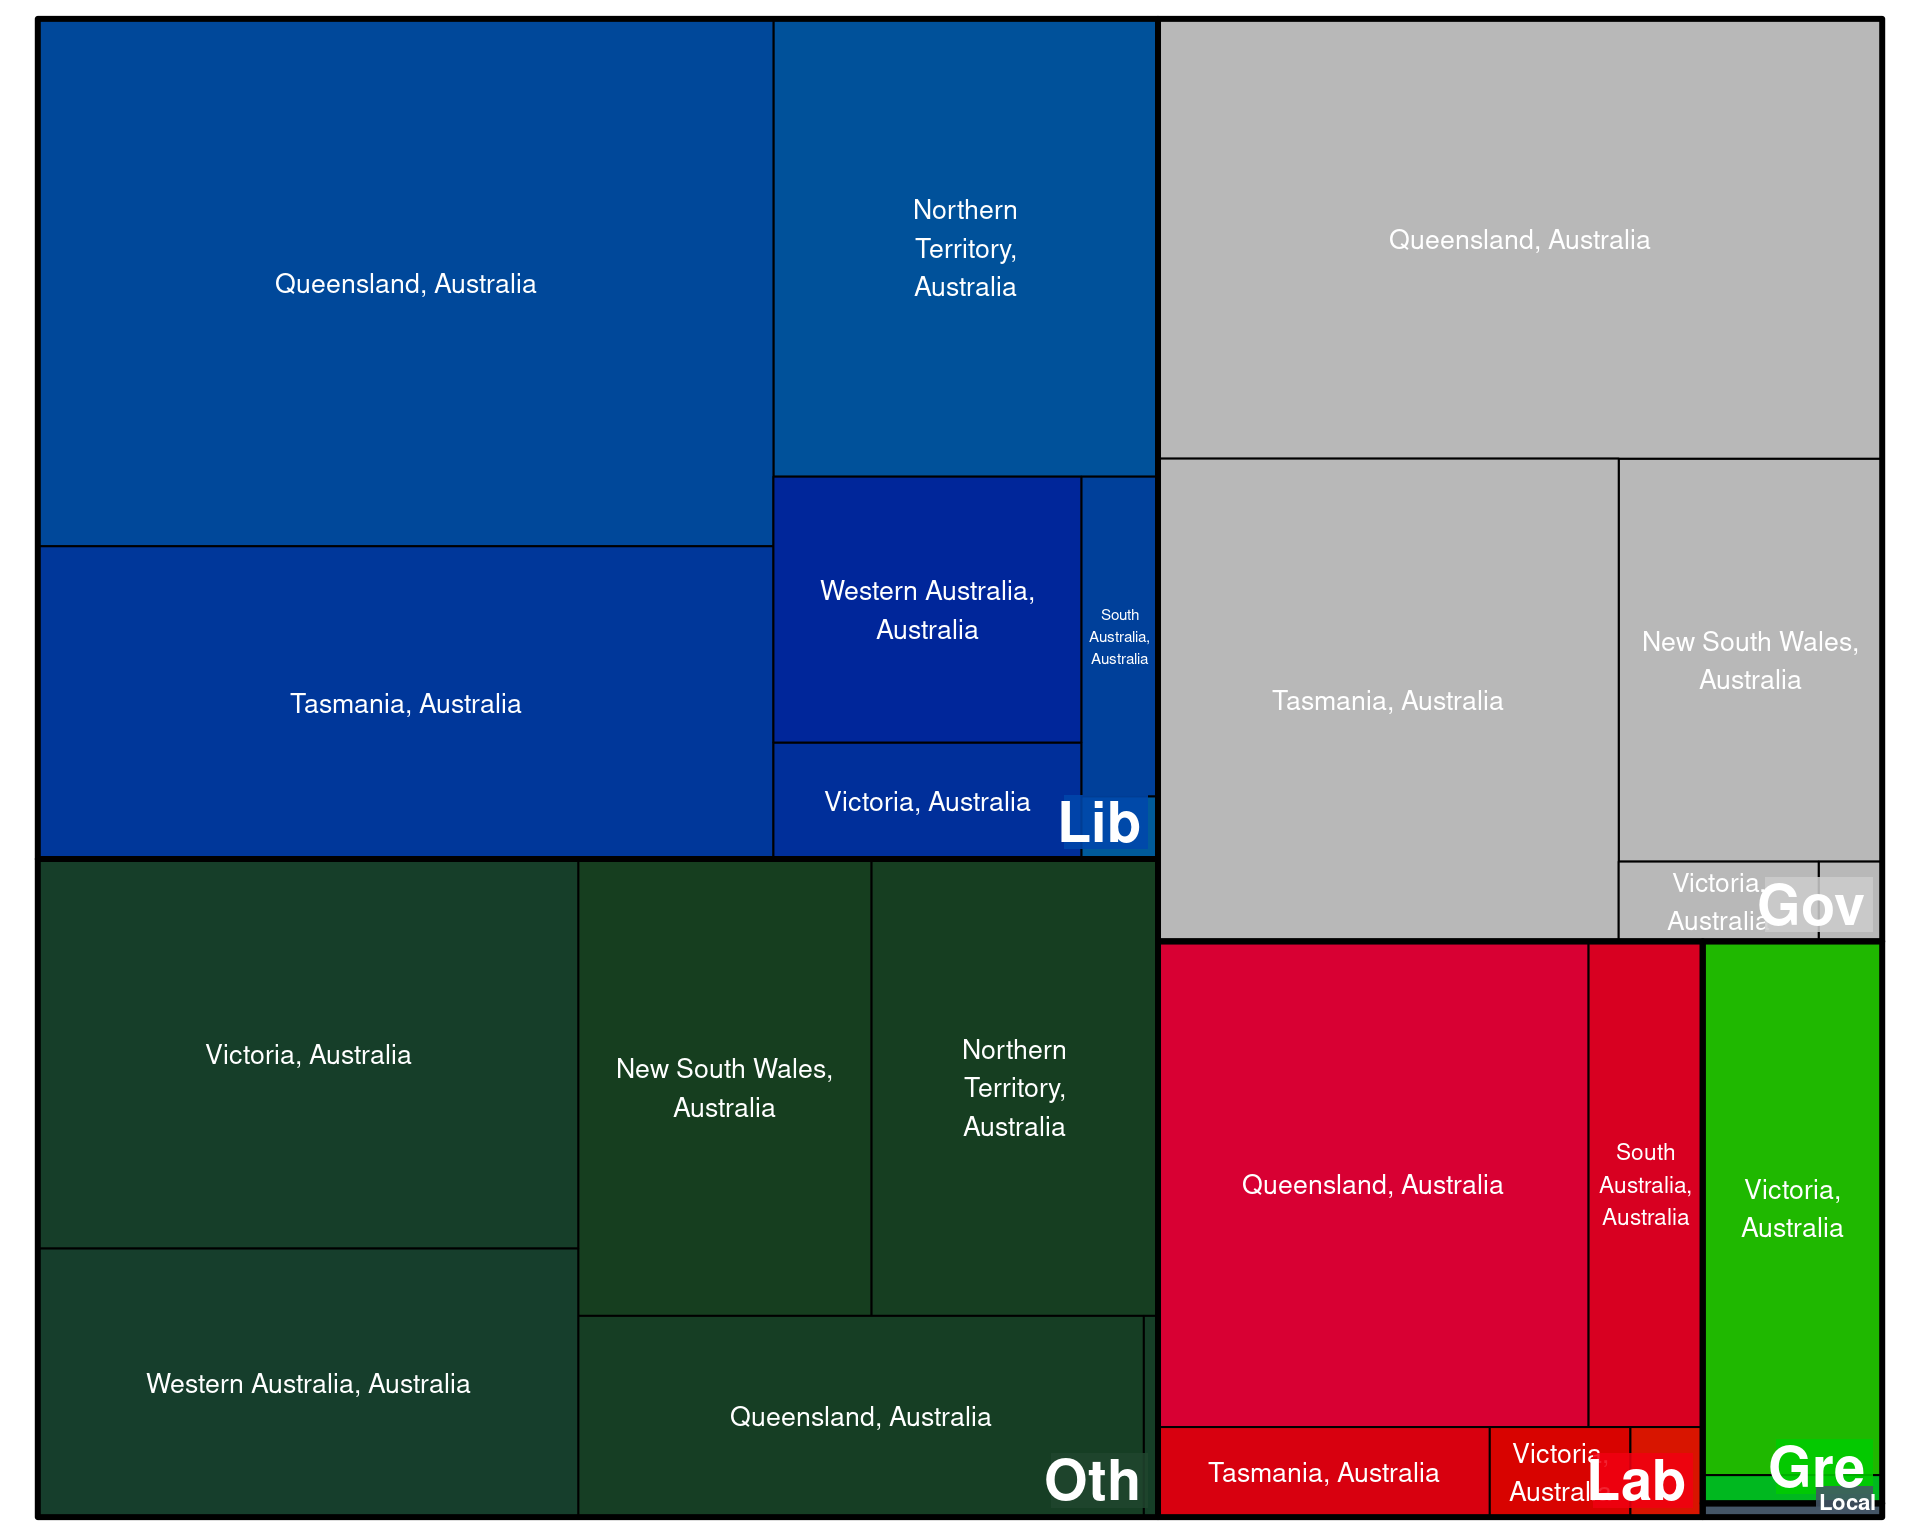 Queensland, Australia
Northern
Territory,
Australia
Tasmania, Australia
Western Australia,
Australia
South
Australia,
Australia
Victoria, Australia
Lib
Queensland, Australia
Tasmania, Australia
New South Wales,
Australia
Victoria,
Australia
Gov
Victoria, Australia
New South Wales,
Australia
Northern
Territory,
Australia
Western Australia, Australia
Queensland, Australia
Oth
Queensland, Australia
South
Australia,
Australia
Tasmania, Australia
Victoria,
Australia
Lab
Victoria,
Australia
Gre
Local